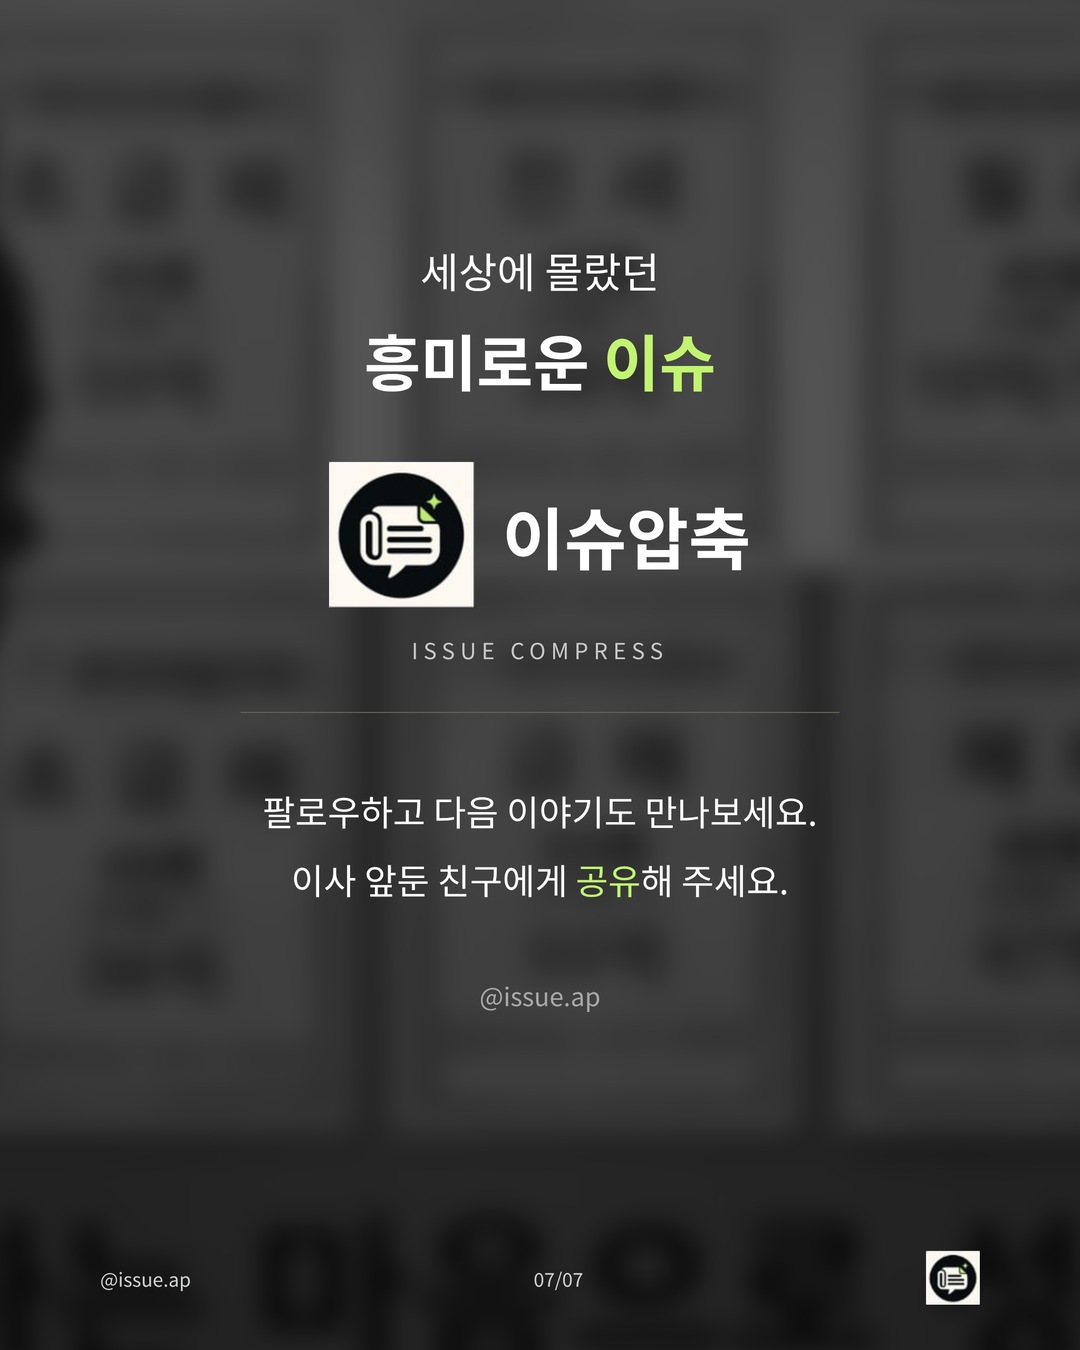 세상에 몰랐던
흥미로운 이슈
이슈압축
ISSUE COMPRESS
팔로우하고 다음 이야기도 만나보세요.
이사 앞둔 친구에게 공유해 주세요.
@issue.ap
@issue.ap
07/07